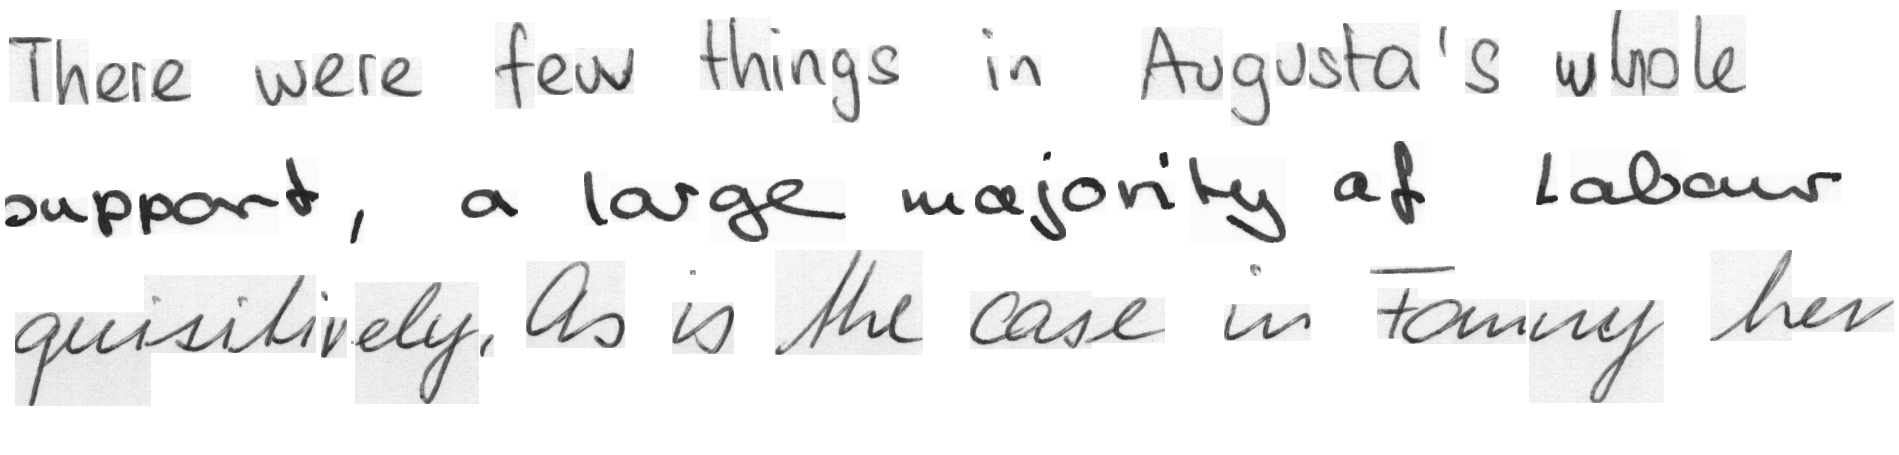 There were few things in Augusta's whole
support, a large majority of Labour
quisitively. As is the case in Fanny her